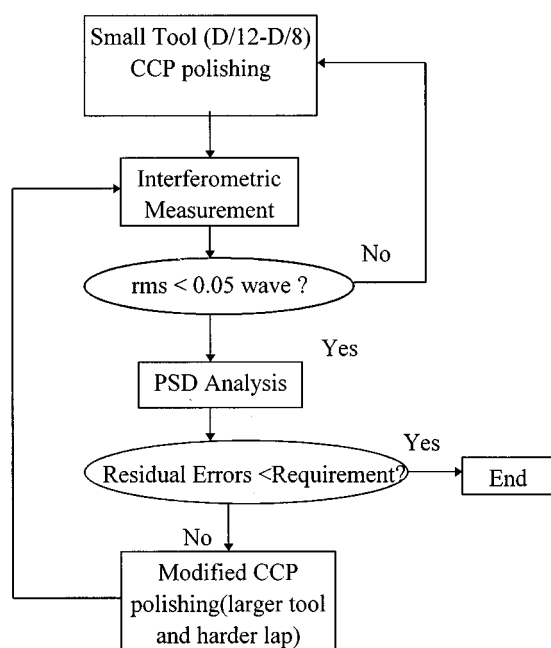 Small Tool (D/12-D/8)
CCP polishing
Interferometric
Measurement
No
rms < 0.05 wave ?
Yes
PSD Analysis
Yes
Residual Errors <Requirement?
End
No
Modified CCP
polishing(larger tool
and harder lap)